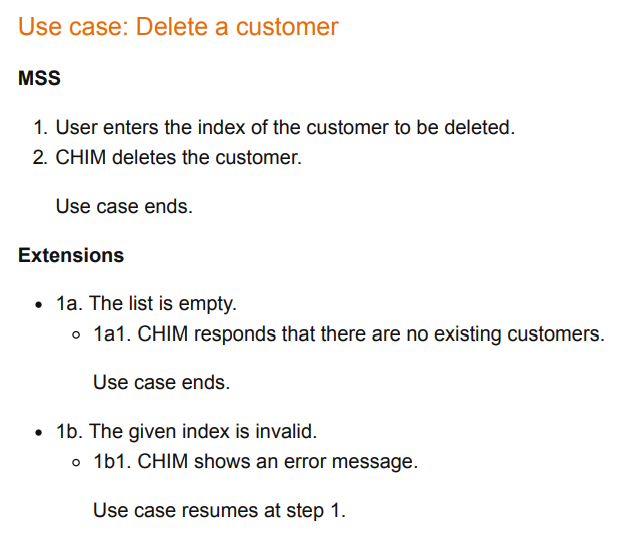 Use case: Delete a customer
MSS
1. User enters the index of the customer to be deleted.
2. CHIM deletes the customer.
Use case ends.
Extensions
• 1a. The list is empty.
◦ 1a1. CHIM responds that there are no existing customers.
Use case ends.
• 1b. The given index is invalid.
◦ 1b1. CHIM shows an error message.
Use case resumes at step 1.